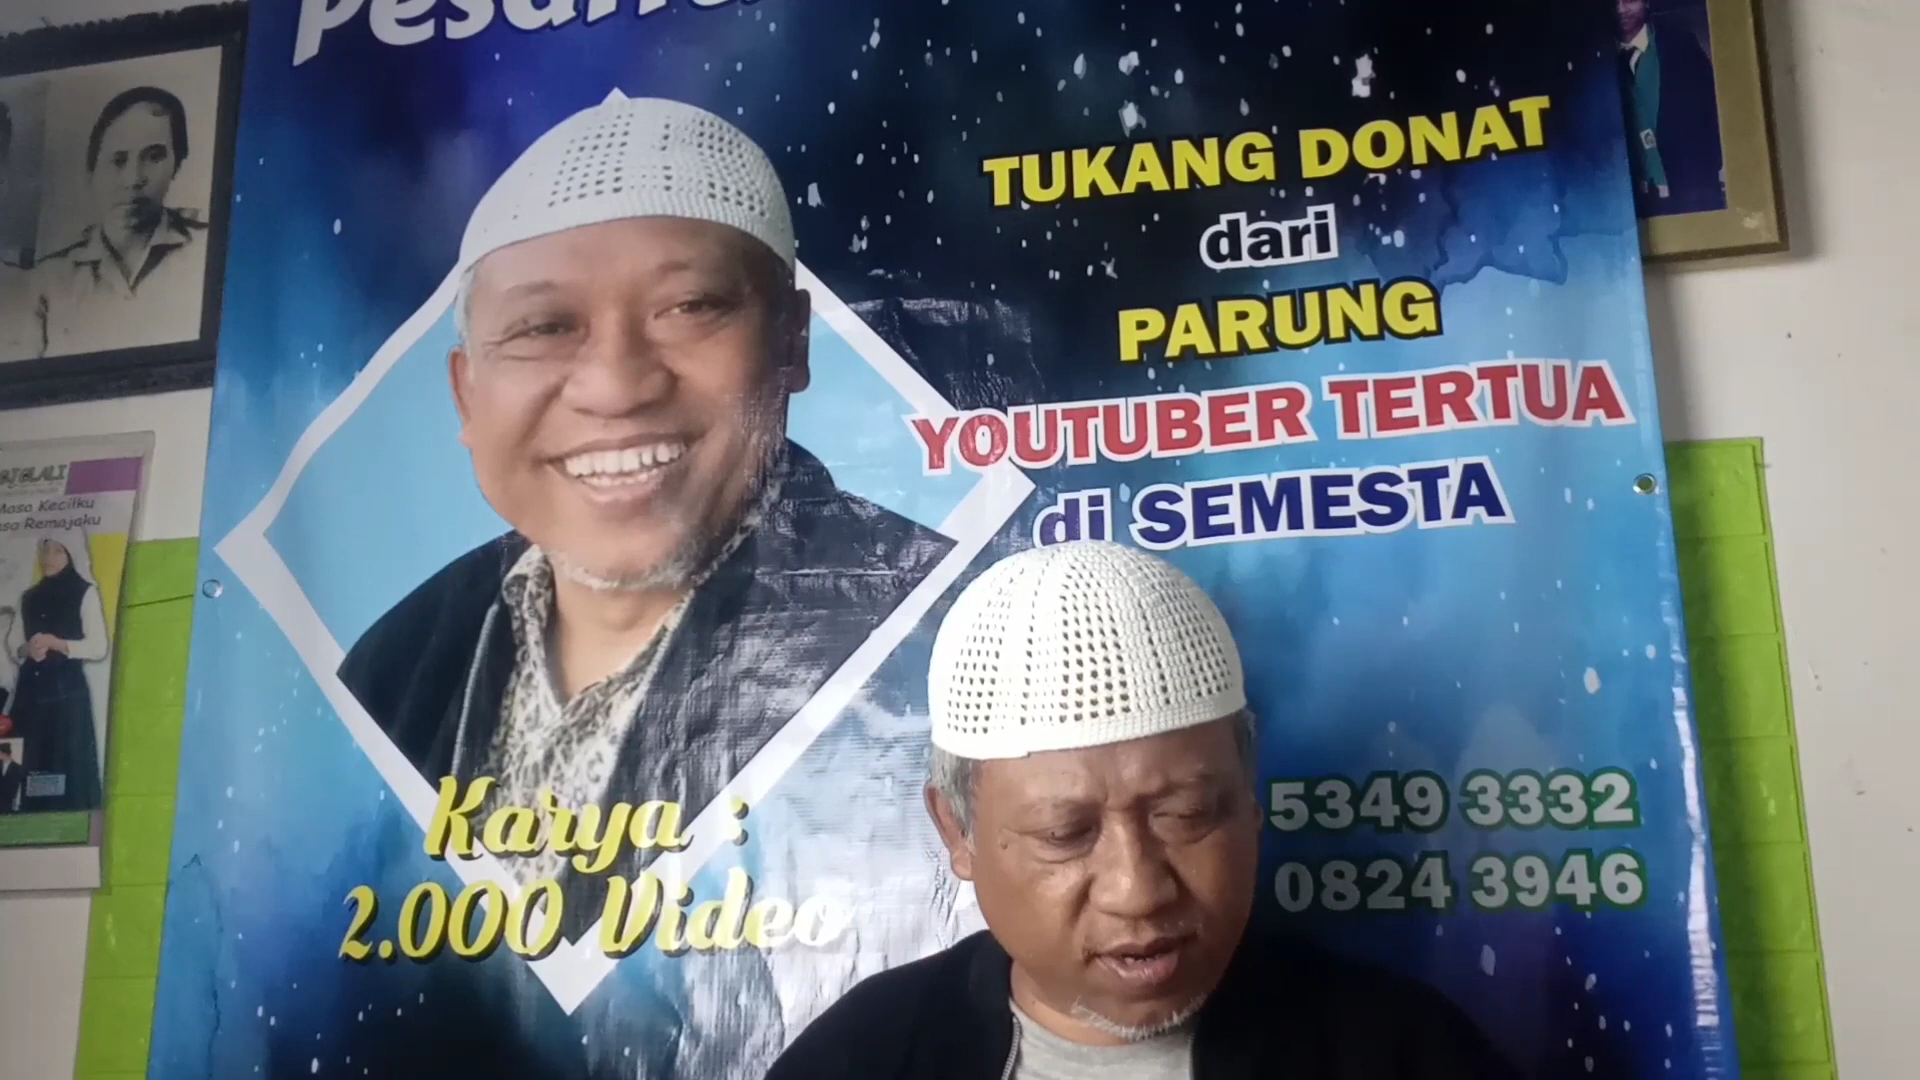 TUKANG DONAT
dari
PARUNG
YOUTUBER TERTUA
di SEMESTA
Karya :
2.000 Video
5349 3332
0824 3946
Masa Kecilku
Remajaku